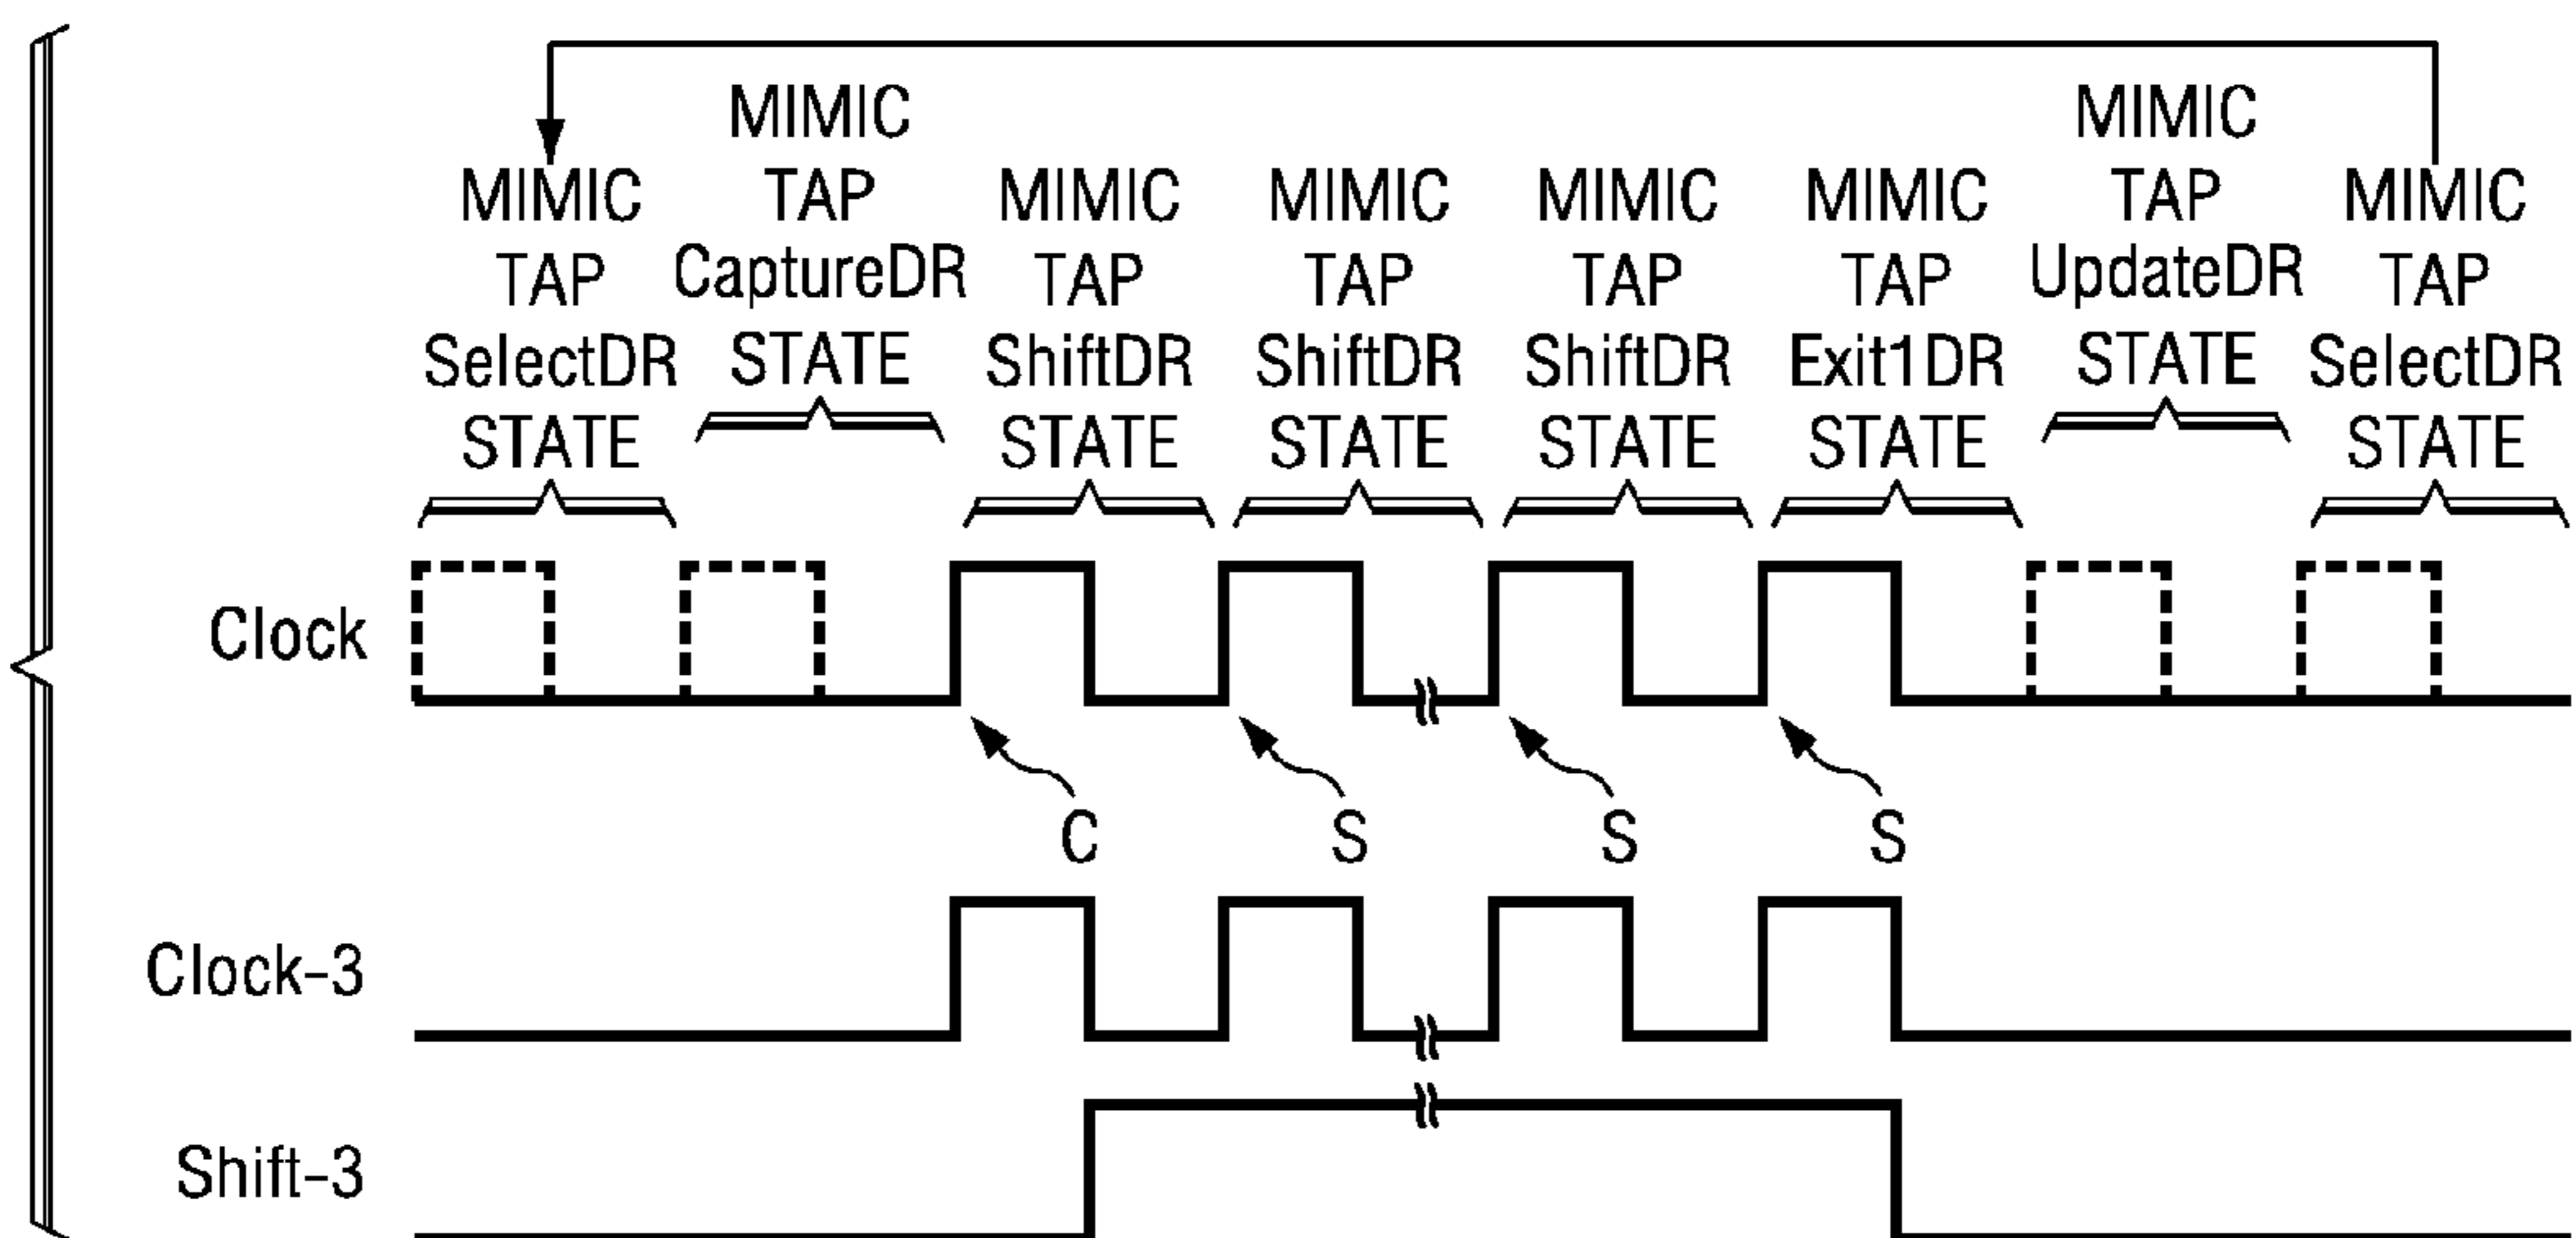 MIMIC
TAP
SelectDR
STATE
MIMIC
TAP
CaptureDR
STATE
MIMIC
TAP
ShiftDR
STATE
MIMIC
TAP
ShiftDR
STATE
MIMIC
TAP
ShiftDR
STATE
MIMIC
TAP
Exit1DR
STATE
MIMIC
TAP
UpdateDR
STATE
MIMIC
TAP
SelectDR
STATE
Clock
C
S
S
S
Clock-3
Shift-3